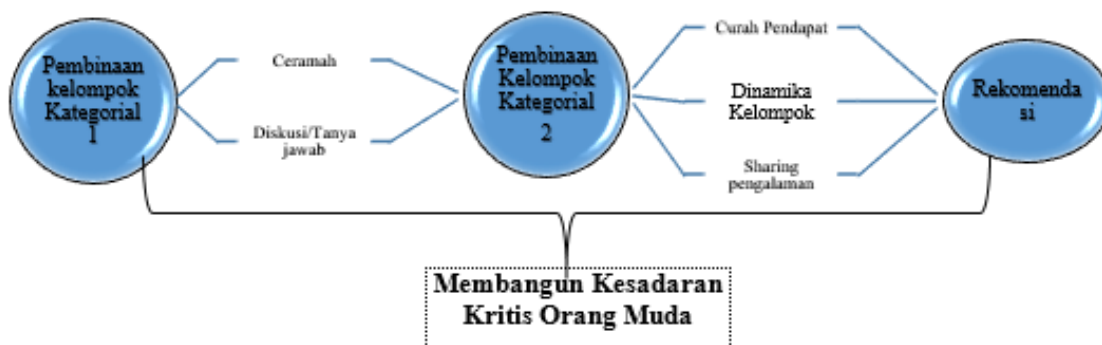 Pembinaan
kelompok
Kategorial
1
Ceramah
Diskusi/Tanya
jawab
Pembinaan
Kelompok
Kategorial
2
Curah Pendapat
Dinamika
Kelompok
Sharing
pengalaman
Rekomenda
si
Membangun Kesadaran
Kritis Orang Muda